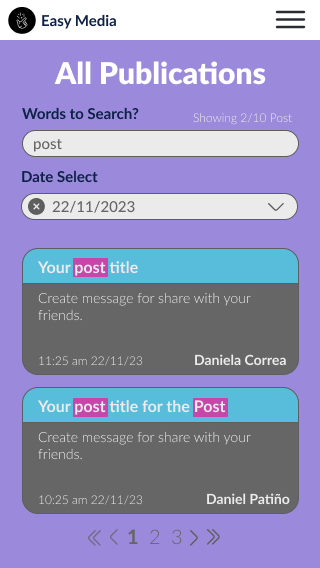 Easy Media
All Publications
Words to Search?
Showing 2/10 Post
post
Date Select
22/11/2023
Your post title
Create message for share with your
friends.
11:25 am 22/11/23
Daniela Correa
Your post title for the Post
Create message for share with your
friends.
10:25 am 22/11/23
Daniel Patiño
1 2 3